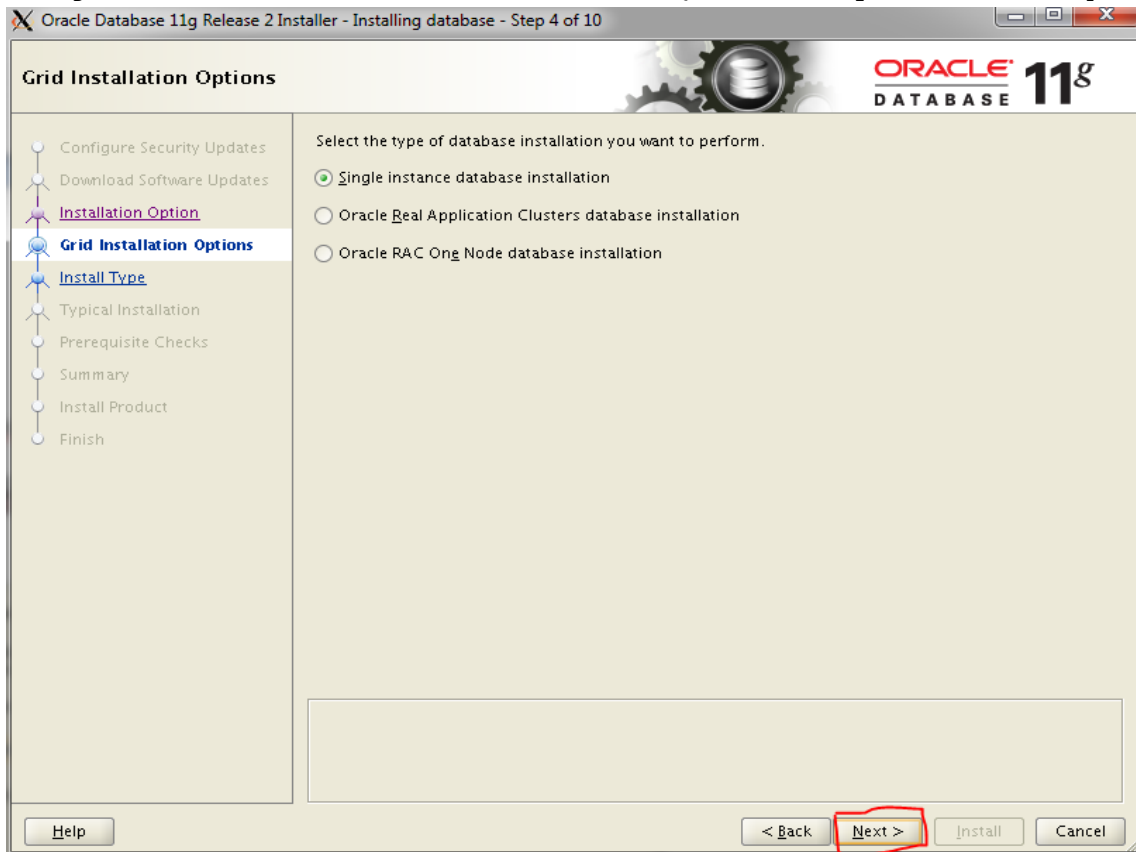 Oracle Database 11g Release 2 Installer - Installing database - Step 4 of 10
Grid Installation Options
ORACLE 11g
DATABASE
Configure Security Updates
Download Software Updates
Installation Option
Grid Installation Options
Install Type
Typical Installation
Prerequisite Checks
Summary
Install Product
Finish
Select the type of database installation you want to perform.
Single instance database installation
Oracle Real Application Clusters database installation
Oracle RAC One Node database installation
Help
< Back
Next >
Install
Cancel